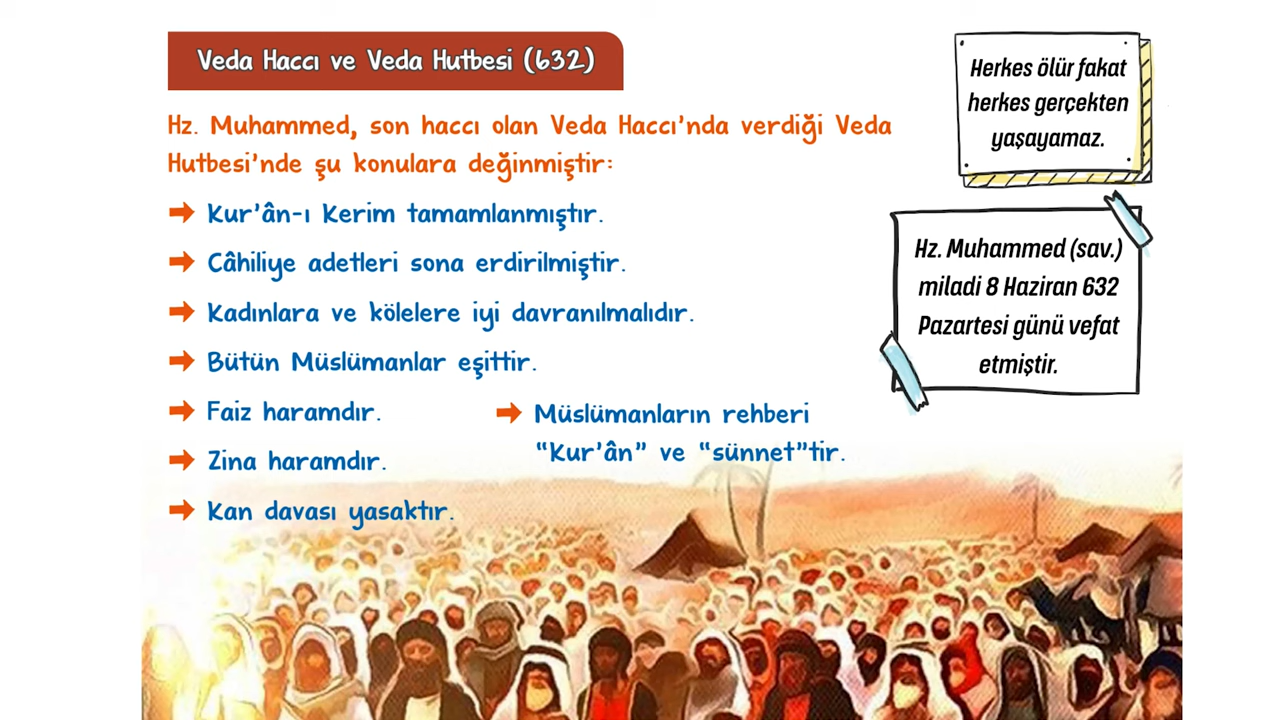 Veda Haccı ve Veda Hutbesi (632)
Hz. Muhammed, son haccı olan Veda Haccı'nda verdiği Veda
Hutbesi'nde şu konulara değinmiştir:
Kur'ân-ı Kerim tamamlanmıştır.
Câhiliye adetleri sona erdirilmiştir.
Kadınlara ve kölelere iyi davranılmalıdır.
Bütün Müslümanlar eşittir.
Faiz haramdır.
Zina haramdır.
Kan davası yasaktır.
Müslümanların rehberi
"Kur'ân" ve "sünnet"tir.
Herkes ölür fakat
herkes gerçekten
yaşayamaz.
Hz. Muhammed (sav.)
miladi 8 Haziran 632
Pazartesi günü vefat
etmiştir.